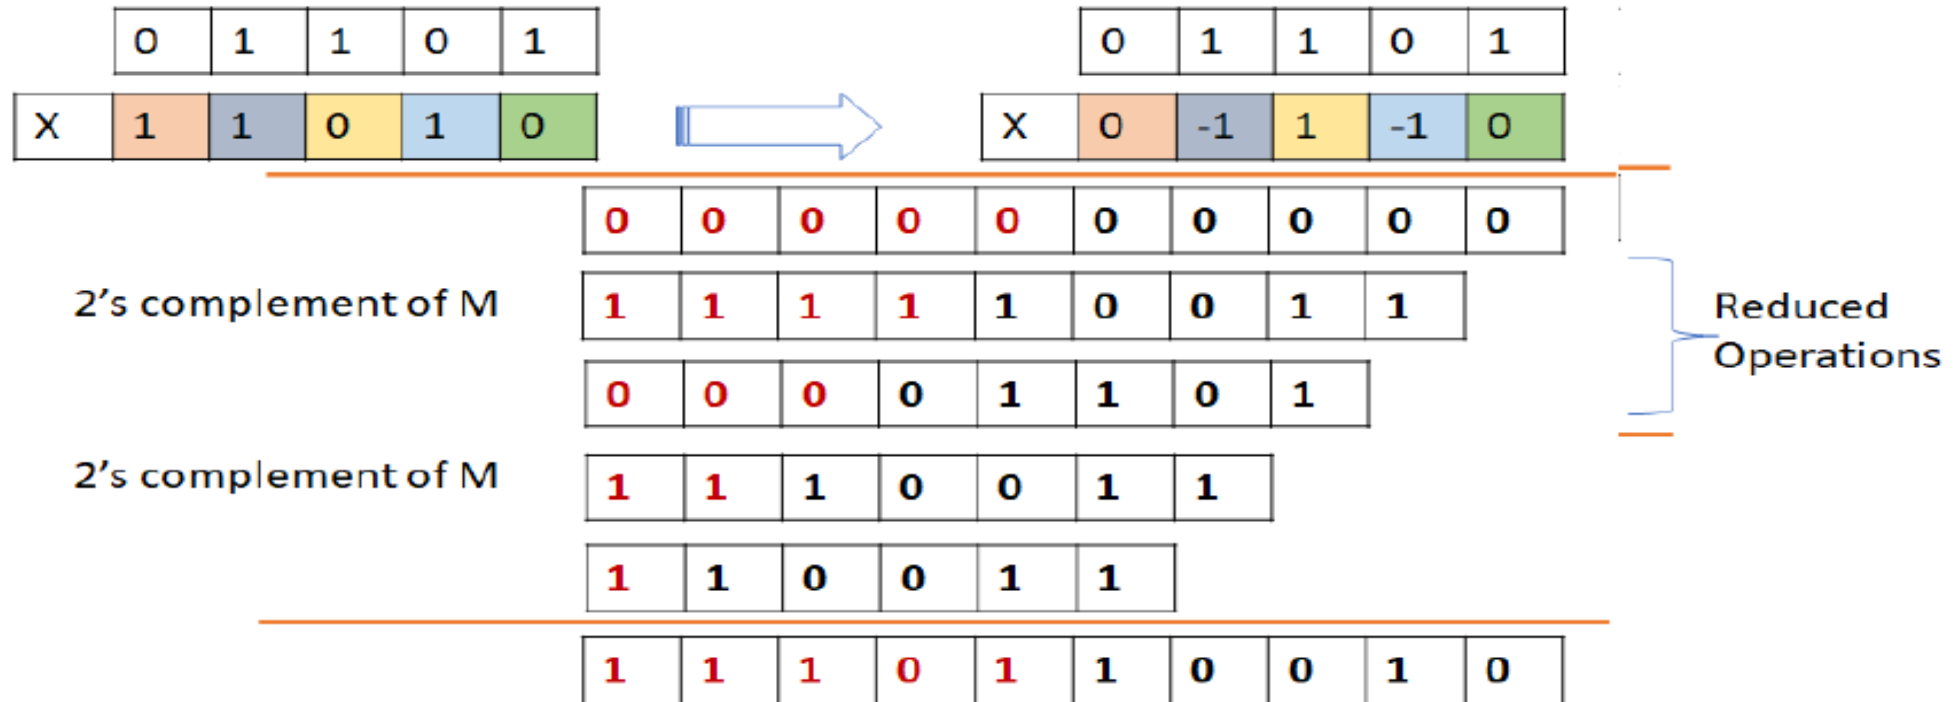 0 1 1 0 1
0 1 1 0 1
X 1 1 0 1 0
X 0 -1 1 -1 0
0 0 0 0 0 0 0 0 0 0
2's complement of M 1 1 1 1 1 0 0 1 1
Reduced
Operations
0 0 0 0 1 1 0 1
2's complement of M 1 1 1 0 0 1 1
1 1 0 0 1 1
1 1 1 0 1 1 0 0 1 0